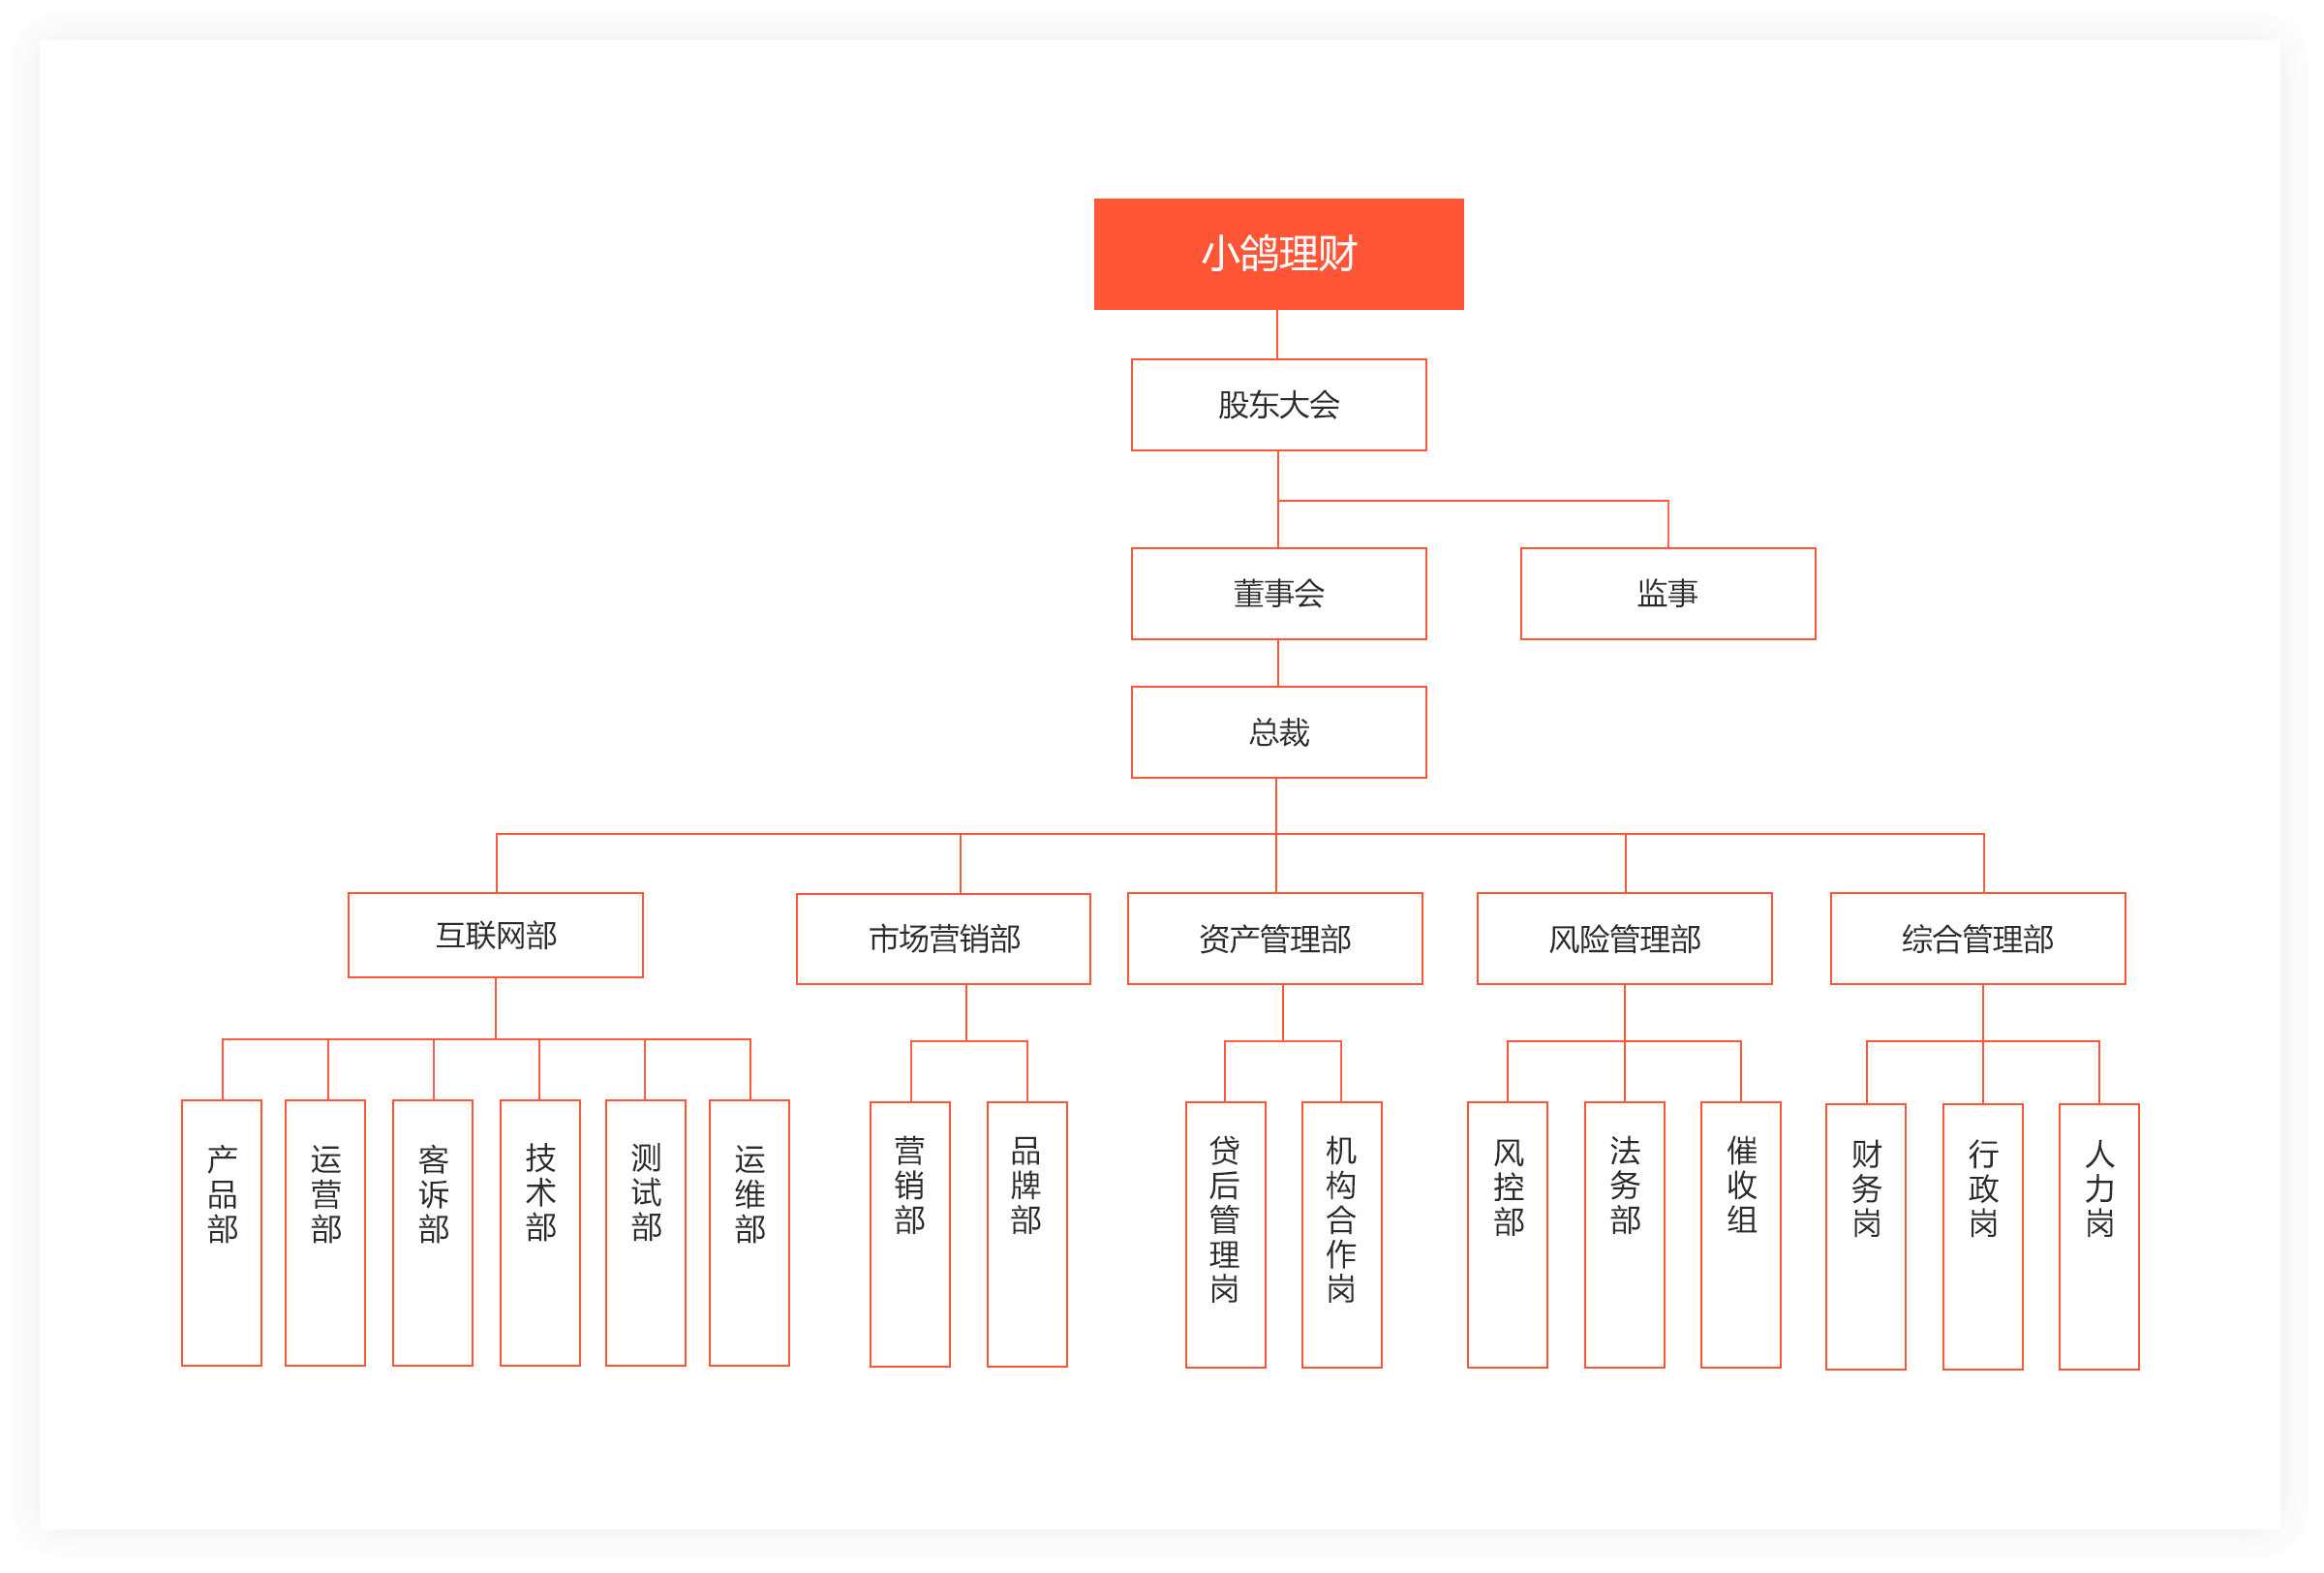 小鸽理财
股东大会
董事会
监事
总裁
互联网部
市场营销部
资产管理部
风险管理部
综合管理部
产品部
运营部
客诉部
技术部
测试部
运维部
营销部
品牌部
贷后管理岗
机构合作岗
风控部
法务部
催收组
财务岗
行政岗
人力岗